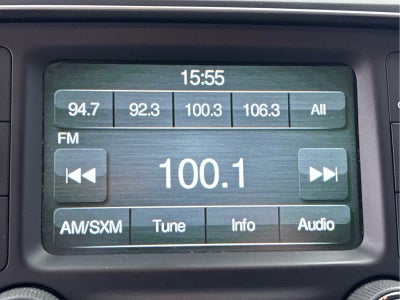 15:55
94.7 92.3 100.3 106.3 All
FM
100.1
AM/SXM Tune Info Audio